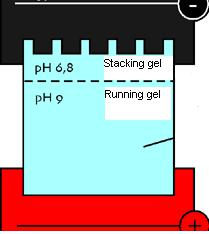 -
pH 6,8 Stacking gel
pH 9 Running gel
+